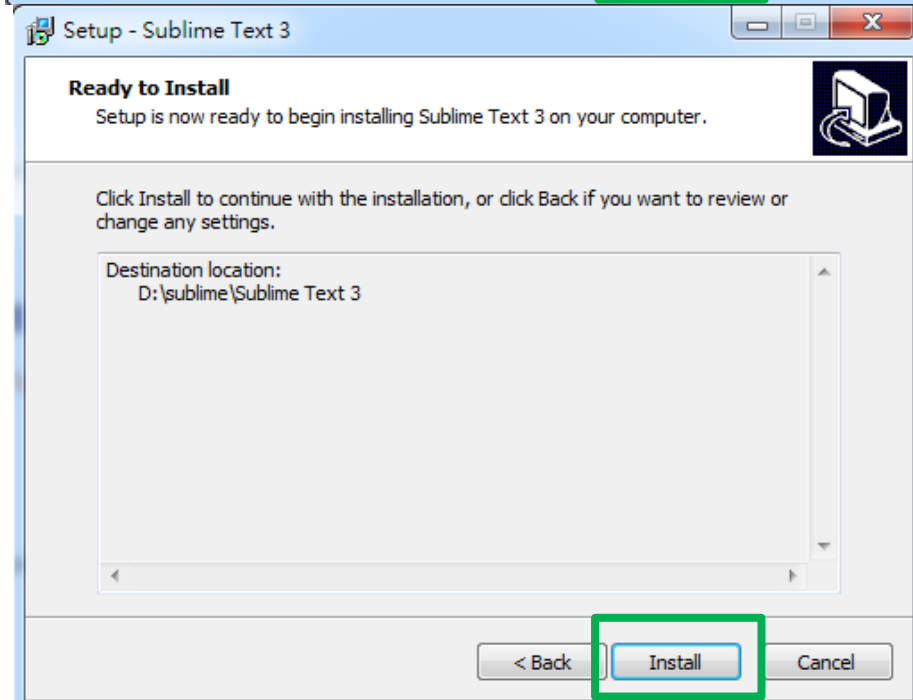 Setup - Sublime Text 3
Ready to Install
Setup is now ready to begin installing Sublime Text 3 on your computer.
Click Install to continue with the installation, or click Back if you want to review or
change any settings.
Destination location:
D:\sublime\Sublime Text 3
< Back Install Cancel